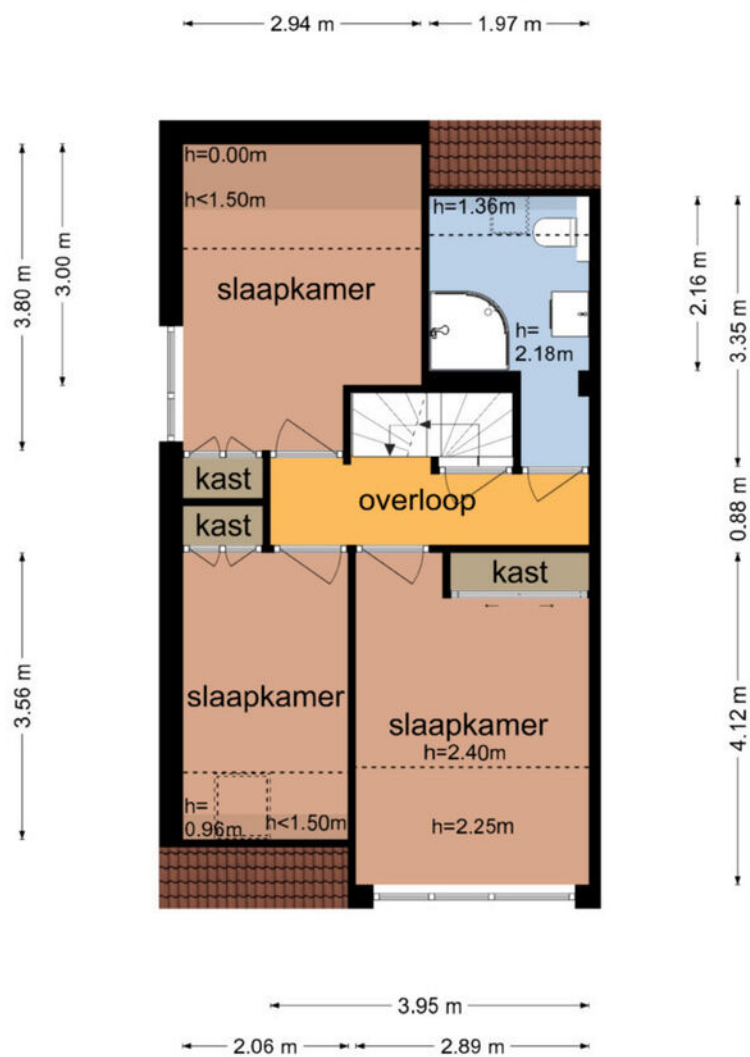 2.94 m
1.97 m
h=0.00m
h<1.50m
h=1.36m
3.80 m
3.00 m
slaapkamer
h=
2.18m
2.16 m
3.35 m
kast
kast
overloop
0.88 m
kast
3.56 m
slaapkamer
slaapkamer
h=2.40m
4.12 m
h=
0.96m
h<1.50m
h=2.25m
3.95 m
2.06 m
2.89 m